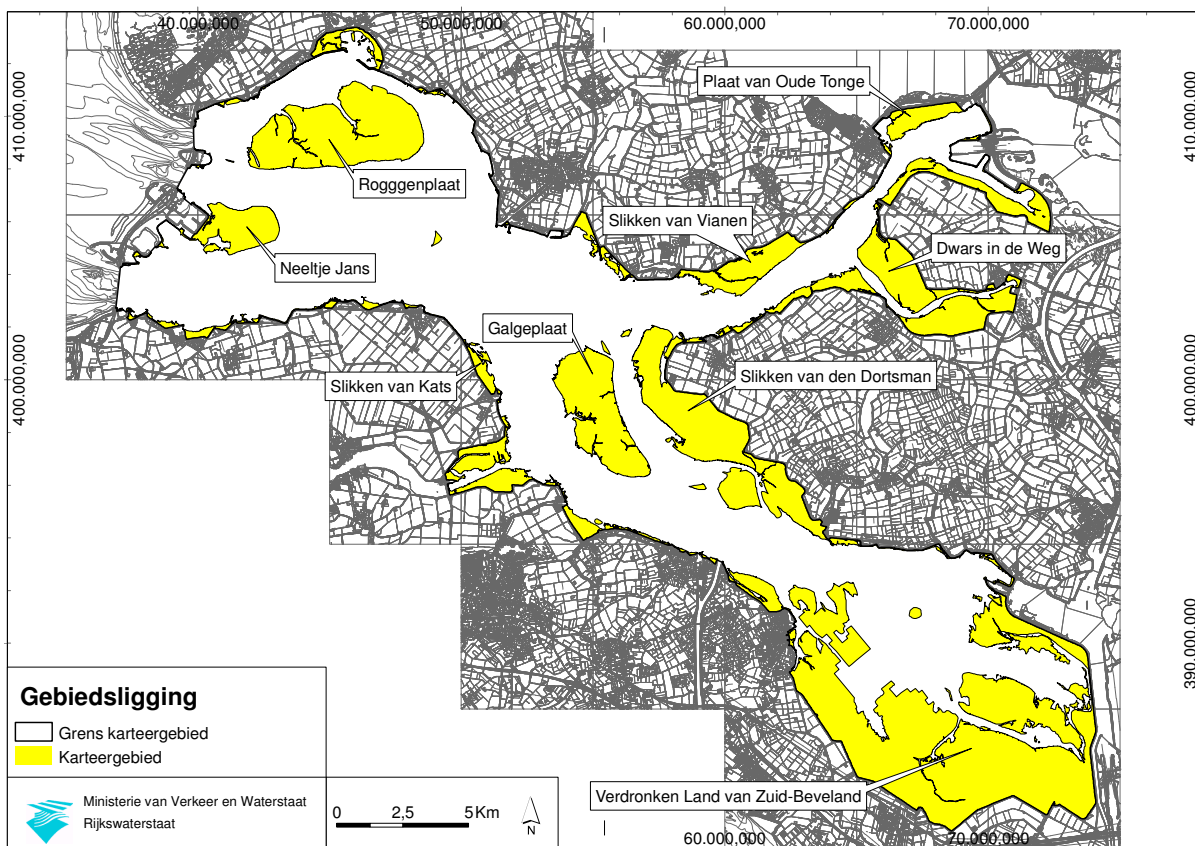 40.000,000
50.000,000
60.000,000
70.000,000
410.000,000
410.000,000
Plaat van Oude Tonge
Rogggenplaat
Slikken van Vianen
Neeltje Jans
Dwars in de Weg
Galgeplaat
400.000,000
400.000,000
Slikken van Kats
Slikken van den Dortsman
390.000,000
Gebiedsligging
Grens karteergebied
Karteergebied
Verdronken Land van Zuid-Beveland
Ministerie van Verkeer en Waterstaat
Rijkswaterstaat
0 2,5 5Km
N
60.000,000
70.000,000